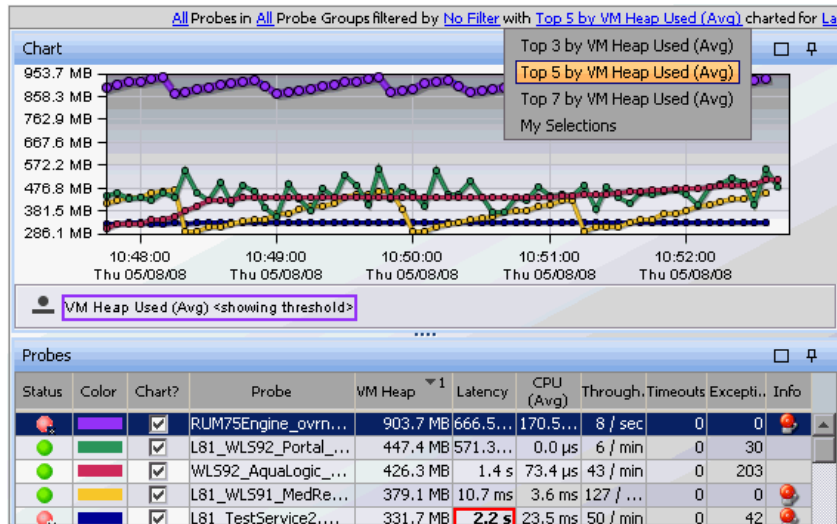 All Probes in All Probe Groups filtered by No Filter with Top 5 by VM Heap Used (Avg) charted for La
Chart
Top 3 by VM Heap Used (Avg)
Top 5 by VM Heap Used (Avg)
Top 7 by VM Heap Used (Avg)
My Selections
953.7 MB
858.3 MB
762.9 MB
667.6 MB
572.2 MB
476.8 MB
381.5 MB
286.1 MB
10:48:00 10:49:00 10:50:00 10:51:00 10:52:00
Thu 05/08/08 Thu 05/08/08 Thu 05/08/08 Thu 05/08/08 Thu 05/08/08
VM Heap Used (Avg) <showing threshold>
Probes
Status Color Chart? Probe VM Heap 1 Latency CPU (Avg) Through. Timeouts Excepti.. Info
RUM75Engine_ovrn... 903.7 MB 666.5... 170.5... 8 / sec 0 0
L81_WLS92_Portal_... 447.4 MB 571.3... 0.0 µs 6 / min 0 30
WLS92_AquaLogic_... 426.3 MB 1.4 s 73.4 µs 43 / min 0 203
L81_WLS91_MedRe... 379.1 MB 10.7 ms 3.6 ms 127 / ... 0 0
L81_TestService2.... 331.7 MB 2.2 s 23.5 ms 50 / min 0 42